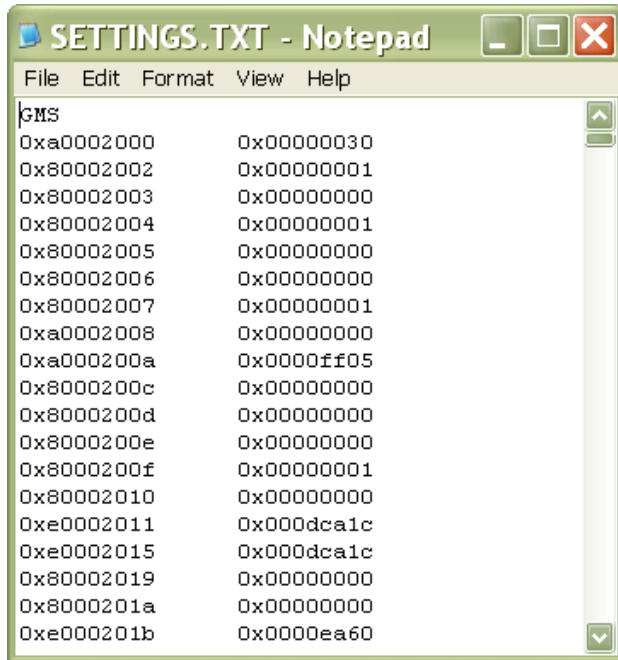 SETTINGS.TXT - Notepad
File Edit Format View Help
GMS
0xa0002000 0x00000030
0x80002002 0x00000001
0x80002003 0x00000000
0x80002004 0x00000001
0x80002005 0x00000000
0x80002006 0x00000000
0x80002007 0x00000001
0xa0002008 0x00000000
0xa000200a 0x0000ff05
0x8000200c 0x00000000
0x8000200d 0x00000000
0x8000200e 0x00000000
0x8000200f 0x00000001
0x80002010 0x00000000
0xe0002011 0x000dca1c
0xe0002015 0x000dca1c
0x80002019 0x00000000
0x8000201a 0x00000000
0xe000201b 0x0000ea60